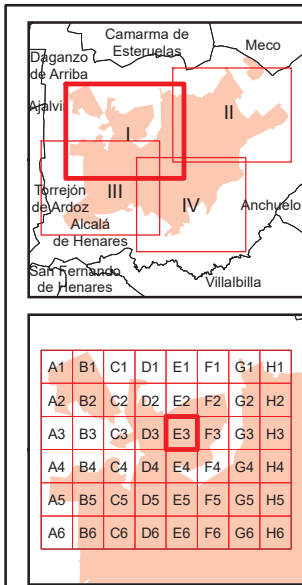 Camarma de
Esteruelas
Meco
Daganzo
de Arriba
Ajalvi
I
II
III
IV
Torrejón
de Ardoz
Alcalá
de Henares
Anchuelo
San Fernando
de Henares
Villalbilla
A1 B1 C1 D1 E1 F1 G1 H1
A2 B2 C2 D2 E2 F2 G2 H2
A3 B3 C3 D3 E3 F3 G3 H3
A4 B4 C4 D4 E4 F4 G4 H4
A5 B5 C5 D5 E5 F5 G5 H5
A6 B6 C6 D6 E6 F6 G6 H6